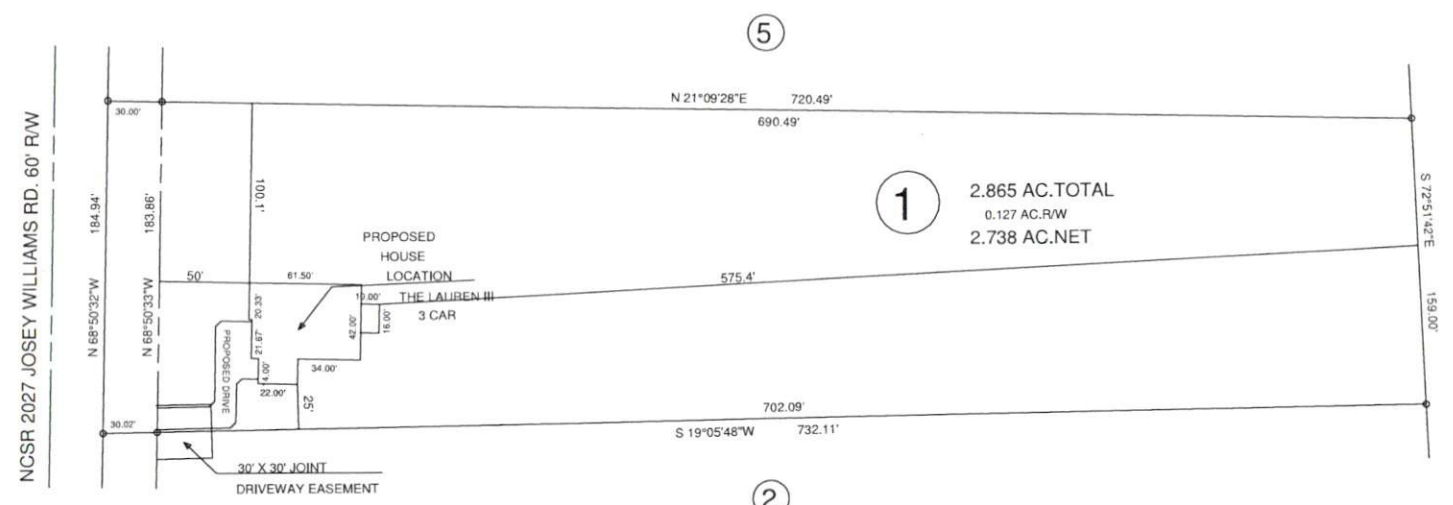 5
N 21°09'28"E 720.49'
690.49'
30.00'
NCSR 2027 JOSEY WILLIAMS RD. 60' R/W
N 68°50'32"W 184.94'
N 68°50'33"W 183.86'
100.1'
1
2.865 AC.TOTAL
0.127 AC.R/W
2.738 AC.NET
S 72°51'42"E 159.00'
PROPOSED
HOUSE
LOCATION
THE LAUREN III
3 CAR
50'
61.50'
575.4'
10.00'
20.33'
42.00'
16.00'
21.67'
34.00'
PROPOSED DRIVE
4.00'
22.00'
25'
702.09'
S 19°05'48"W 732.11'
30.02'
30' X 30' JOINT
DRIVEWAY EASEMENT
2